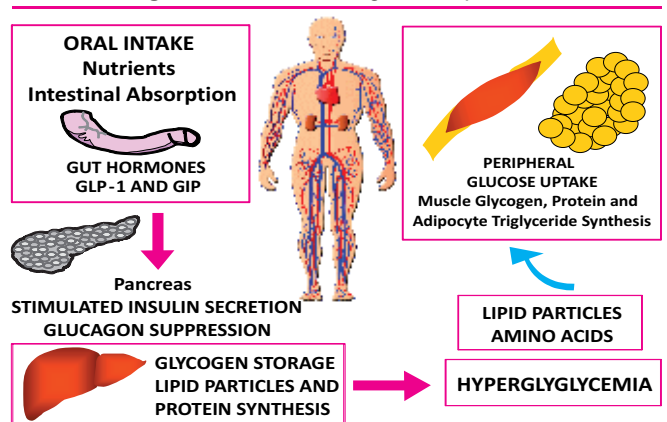 ORAL INTAKE
Nutrients
Intestinal Absorption
GUT HORMONES
GLP-1 AND GIP
Pancreas
STIMULATED INSULIN SECRETION
GLUCAGON SUPPRESSION
GLYCOGEN STORAGE
LIPID PARTICLES AND
PROTEIN SYNTHESIS
HYPERGLYGLYCEMIA
LIPID PARTICLES
AMINO ACIDS
PERIPHERAL
GLUCOSE UPTAKE
Muscle Glycogen, Protein and
Adipocyte Triglyceride Synthesis